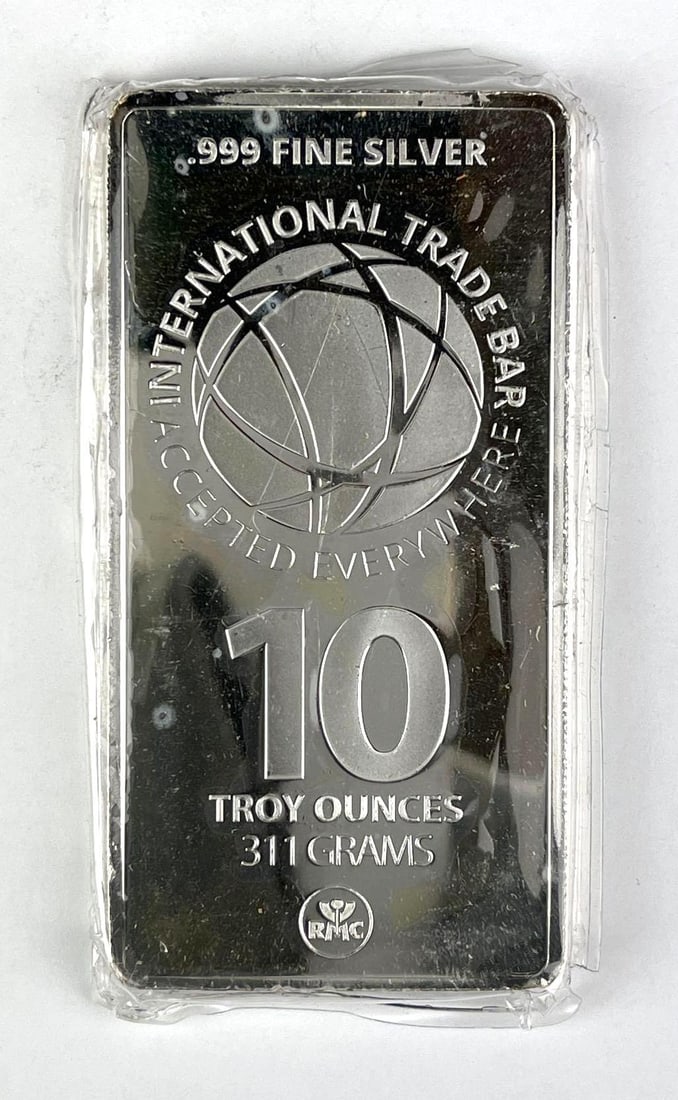 .999 FINE SILVER
INTERNATIONAL TRADE BAR
ACCEPTED EVERYWHERE
10
TROY OUNCES
311 GRAMS
RMC